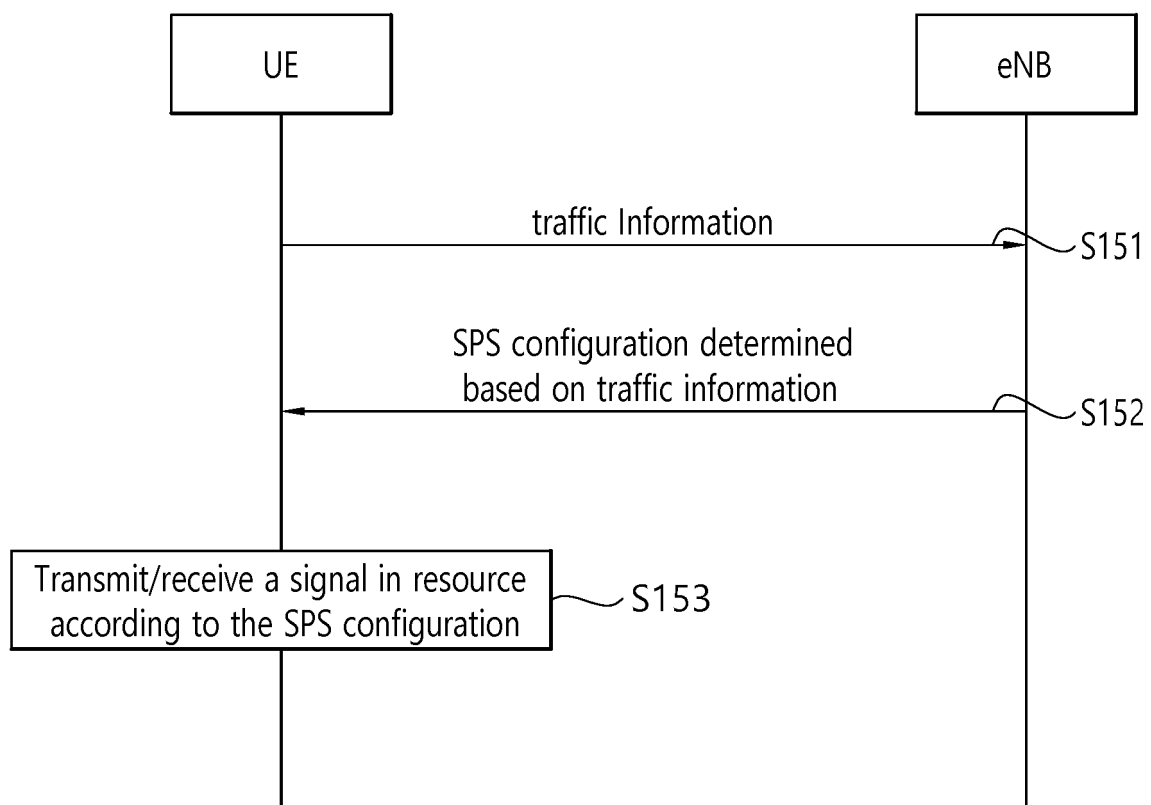 UE
eNB
traffic Information
S151
SPS configuration determined
based on traffic information
S152
Transmit/receive a signal in resource
according to the SPS configuration
S153